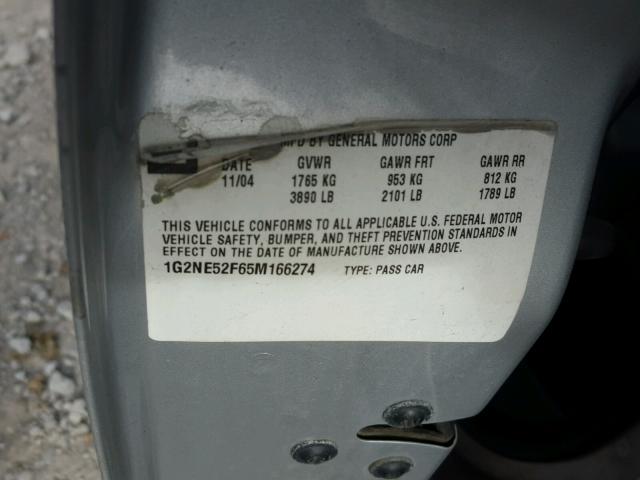 MFD BY GENERAL MOTORS CORP
DATE GVWR GAWR FRT GAWR RR
11/04 1765 KG 953 KG 812 KG
3890 LB 2101 LB 1789 LB
THIS VEHICLE CONFORMS TO ALL APPLICABLE U.S. FEDERAL MOTOR
VEHICLE SAFETY, BUMPER, AND THEFT PREVENTION STANDARDS IN
EFFECT ON THE DATE OF MANUFACTURE SHOWN ABOVE.
1G2NE52F65M166274 TYPE: PASS CAR